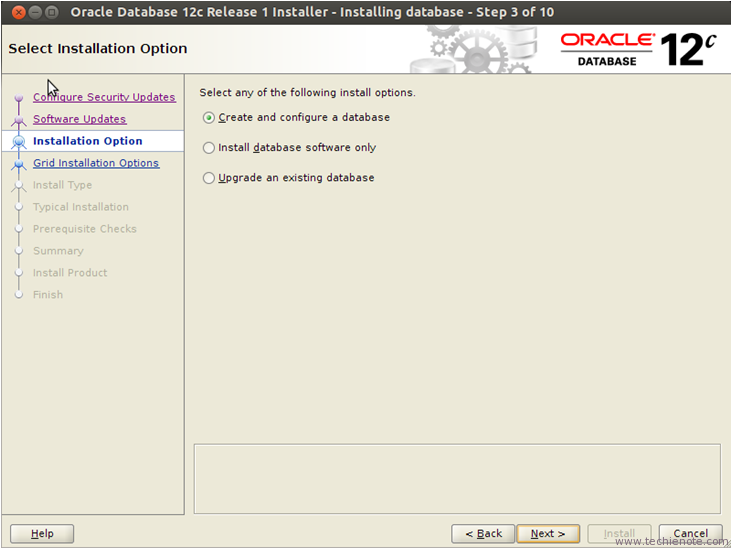 Oracle Database 12c Release 1 Installer - Installing database - Step 3 of 10
Select Installation Option
ORACLE
DATABASE
12c
Configure Security Updates
Software Updates
Installation Option
Grid Installation Options
Install Type
Typical Installation
Prerequisite Checks
Summary
Install Product
Finish
Select any of the following install options.
Create and configure a database
Install database software only
Upgrade an existing database
Help
< Back
Next >
Install
Cancel
www.techienote.com